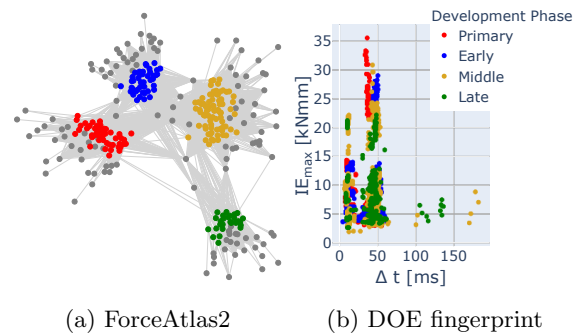 Development Phase
Primary
Early
Middle
Late
IEmax [kNmm]
35
30
25
20
15
10
5
0
0 50 100 150
Δ t [ms]
(a) ForceAtlas2 (b) DOE fingerprint